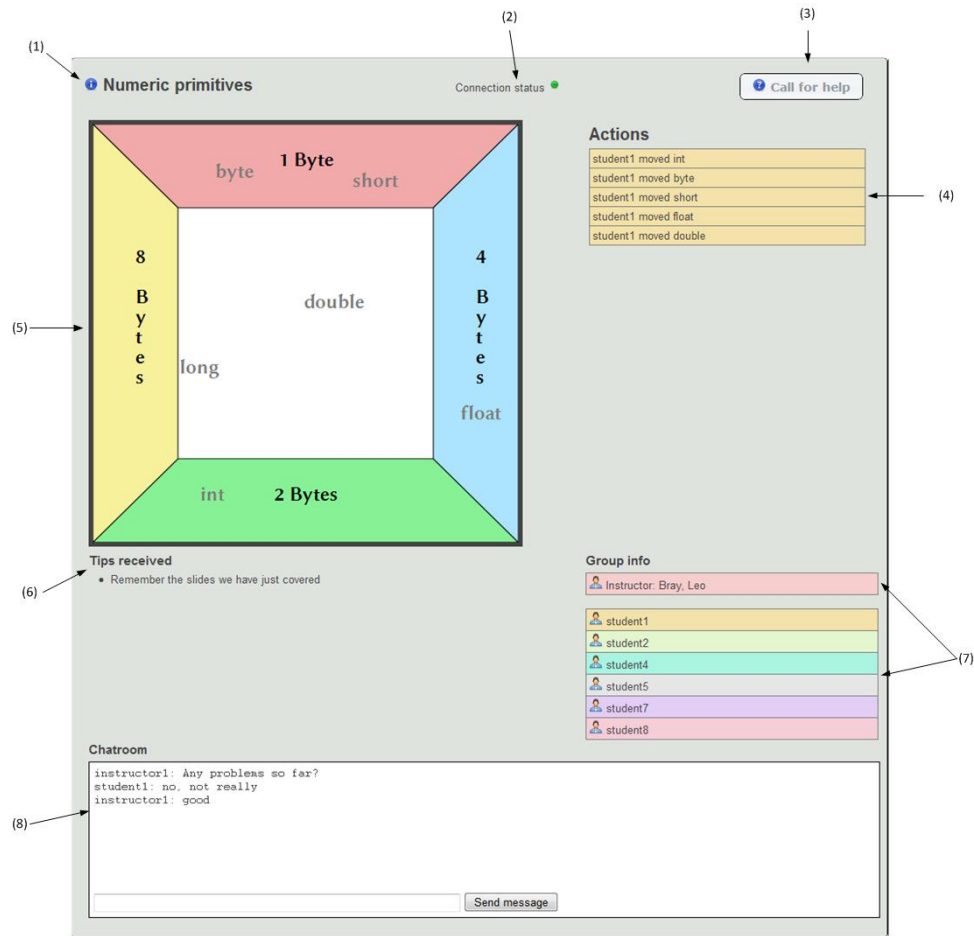 (1)
(2)
(3)
Numeric primitives
Connection status
Call for help
Actions
student1 moved int
student1 moved byte
student1 moved short
student1 moved float
student1 moved double
(4)
1 Byte
byte
short
8 Bytes
4 Bytes
double
long
float
int
2 Bytes
(5)
Tips received
Remember the slides we have just covered
(6)
Group info
Instructor: Bray, Leo
student1
student2
student4
student5
student7
student8
(7)
Chatroom
instructor1: Any problems so far?
student1: no, not really
instructor1: good
(8)
Send message